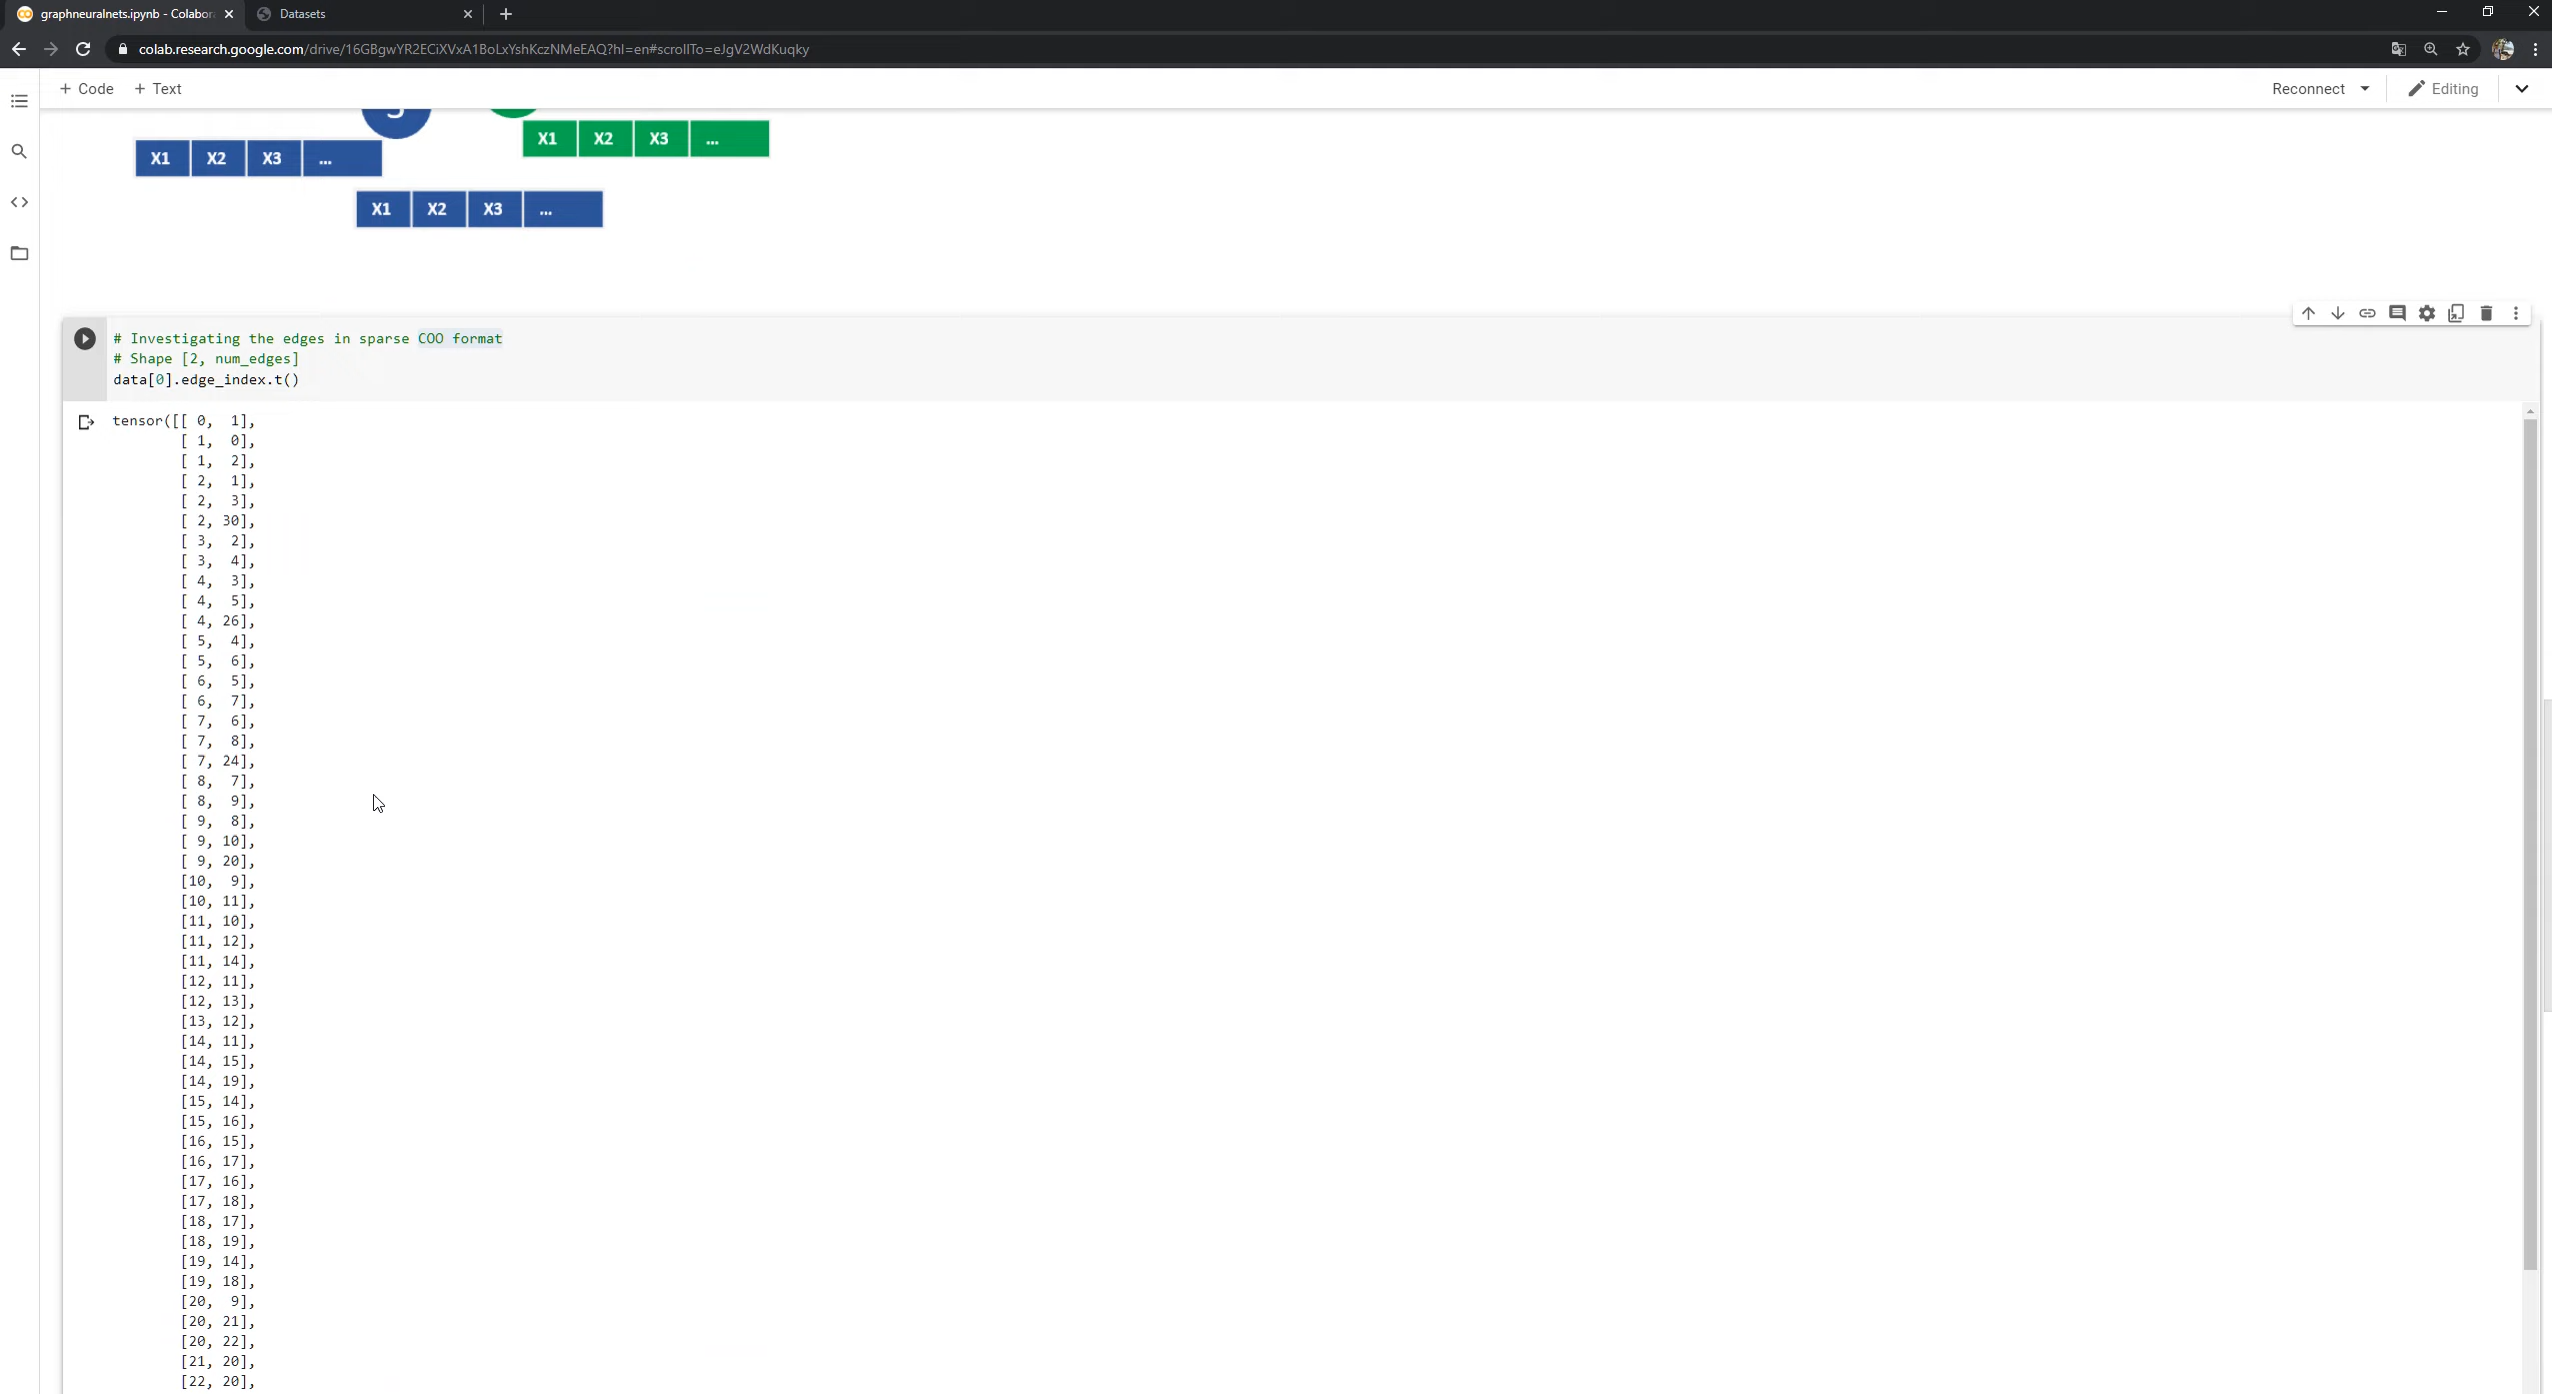 graphneuralnets.ipynb - Colabor
Datasets
colab.research.google.com/drive/16GBgwYR2ECiXVxA1BoLxYshKczNMeEAQ?hl=en#scrollTo=eJgV2WdKuqky
+ Code + Text
Reconnect
Editing
X1 X2 X3 ...
X1 X2 X3 ...
X1 X2 X3 ...
# Investigating the edges in sparse COO format
# Shape [2, num_edges]
data[0].edge_index.t()
tensor([[ 0,  1],
[ 1,  0],
[ 1,  2],
[ 2,  1],
[ 2,  3],
[ 2, 30],
[ 3,  2],
[ 3,  4],
[ 4,  3],
[ 4,  5],
[ 4, 26],
[ 5,  4],
[ 5,  6],
[ 6,  5],
[ 6,  7],
[ 7,  6],
[ 7,  8],
[ 7, 24],
[ 8,  7],
[ 8,  9],
[ 9,  8],
[ 9, 10],
[ 9, 20],
[10,  9],
[10, 11],
[11, 10],
[11, 12],
[11, 14],
[12, 11],
[12, 13],
[13, 12],
[14, 11],
[14, 15],
[14, 19],
[15, 14],
[15, 16],
[16, 15],
[16, 17],
[17, 16],
[17, 18],
[18, 17],
[18, 19],
[19, 14],
[19, 18],
[20,  9],
[20, 21],
[20, 22],
[21, 20],
[22, 20],